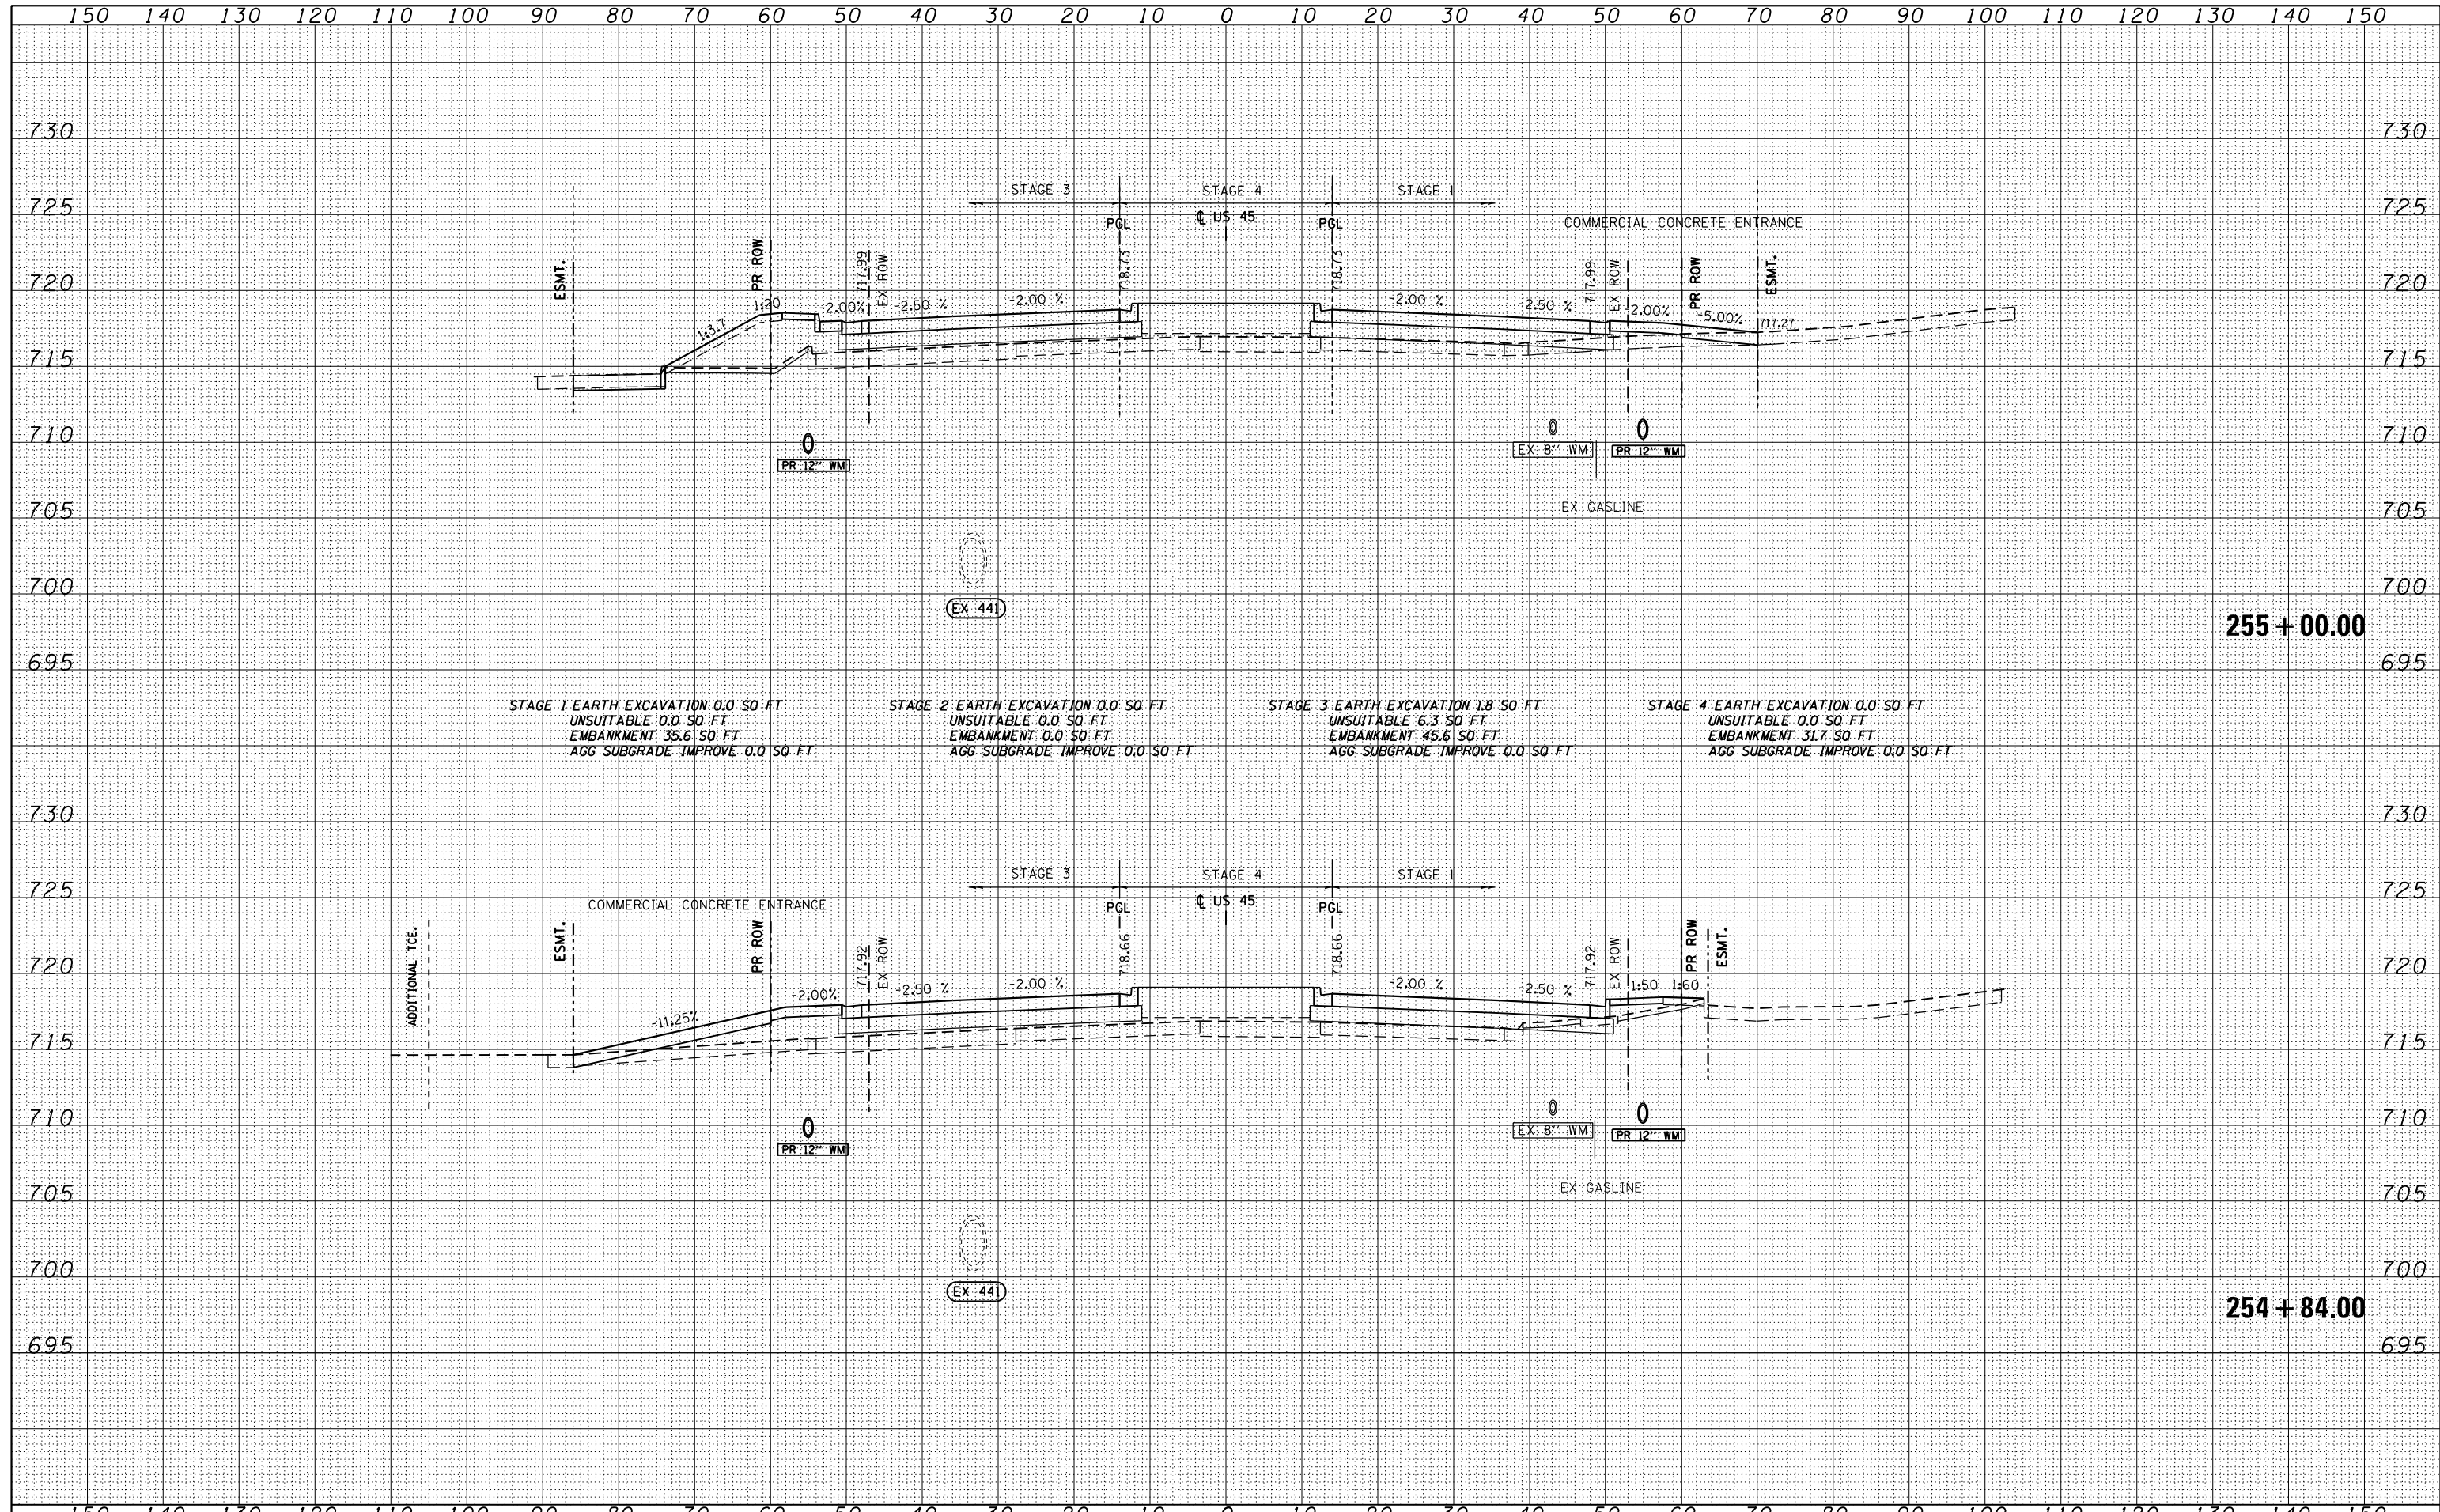 150 140 130 120 110 100 90 80 70 60 50 40 30 20 10 0 10 20 30 40 50 60 70 80 90 100 110 120 130 140 150
730 730
STAGE 3 STAGE 4 STAGE 1
725 725
PGL ℄ US 45 PGL COMMERCIAL CONCRETE ENTRANCE
ESMT. PR ROW 717.99 EX ROW 718.73 718.73 717.99 EX ROW PR ROW ESMT.
720 720
1:3.7 1:20 -2.00% -2.50 % -2.00 % -2.00 % -2.50 % -2.00% -5.00% 717.27
715 715
710 710
PR 12" WM EX 8" WM PR 12" WM
705 EX GASLINE 705
700 700
EX 441
255+00.00
695 695
STAGE 1 EARTH EXCAVATION 0.0 SQ FT
UNSUITABLE 0.0 SQ FT
EMBANKMENT 35.6 SQ FT
AGG SUBGRADE IMPROVE 0.0 SQ FT
STAGE 2 EARTH EXCAVATION 0.0 SQ FT
UNSUITABLE 0.0 SQ FT
EMBANKMENT 0.0 SQ FT
AGG SUBGRADE IMPROVE 0.0 SQ FT
STAGE 3 EARTH EXCAVATION 1.8 SQ FT
UNSUITABLE 6.3 SQ FT
EMBANKMENT 45.6 SQ FT
AGG SUBGRADE IMPROVE 0.0 SQ FT
STAGE 4 EARTH EXCAVATION 0.0 SQ FT
UNSUITABLE 0.0 SQ FT
EMBANKMENT 31.7 SQ FT
AGG SUBGRADE IMPROVE 0.0 SQ FT
730 730
STAGE 3 STAGE 4 STAGE 1
725 725
COMMERCIAL CONCRETE ENTRANCE PGL ℄ US 45 PGL
ADDITIONAL TCE. ESMT. PR ROW 717.92 EX ROW 718.66 718.66 717.92 EX ROW PR ROW ESMT.
720 720
-11.25% -2.00% -2.50 % -2.00 % -2.00 % -2.50 % 1:50 1:60
715 715
710 710
PR 12" WM EX 8" WM PR 12" WM
705 EX GASLINE 705
700 700
EX 441
254+84.00
695 695
150 140 130 120 110 100 90 80 70 60 50 40 30 20 10 0 10 20 30 40 50 60 70 80 90 100 110 120 130 140 150